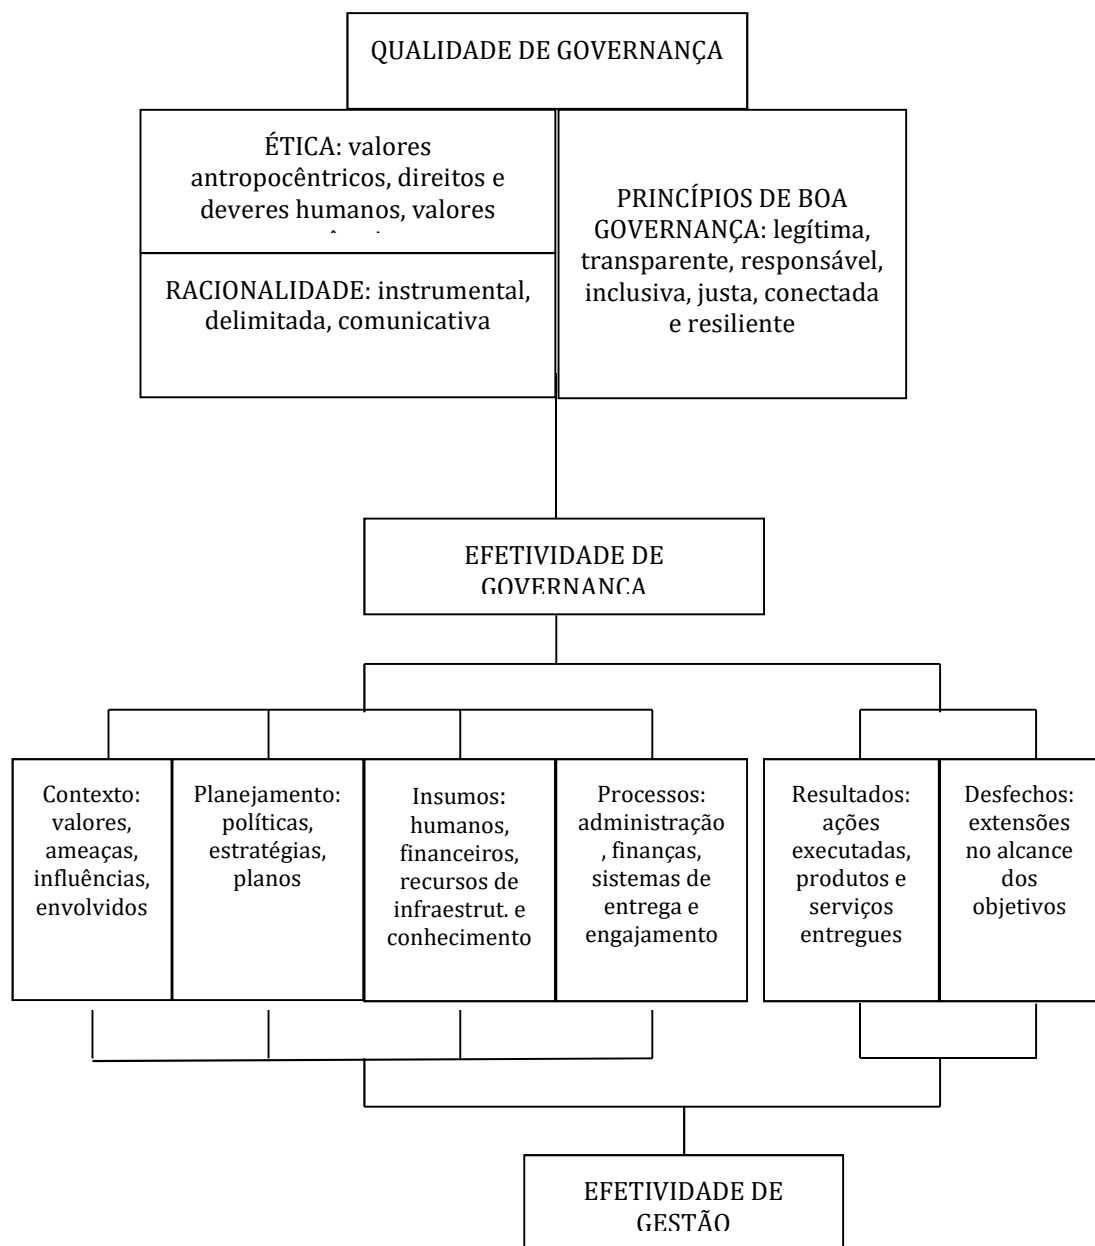 QUALIDADE DE GOVERNANÇA
ÉTICA: valores
antropocêntricos, direitos e
deveres humanos, valores
PRINCÍPIOS DE BOA
GOVERNANÇA: legítima,
transparente, responsável,
inclusiva, justa, conectada
e resiliente
RACIONALIDADE: instrumental,
delimitada, comunicativa
EFETIVIDADE DE
GOVERNANÇA
Contexto:
valores,
ameaças,
influências,
envolvidos
Planejamento:
políticas,
estratégias,
planos
Insumos:
humanos,
financeiros,
recursos de
infraestrut. e
conhecimento
Processos:
administração
, finanças,
sistemas de
entrega e
engajamento
Resultados:
ações
executadas,
produtos e
serviços
entregues
Desfechos:
extensões
no alcance
dos
objetivos
EFETIVIDADE DE
GESTÃO